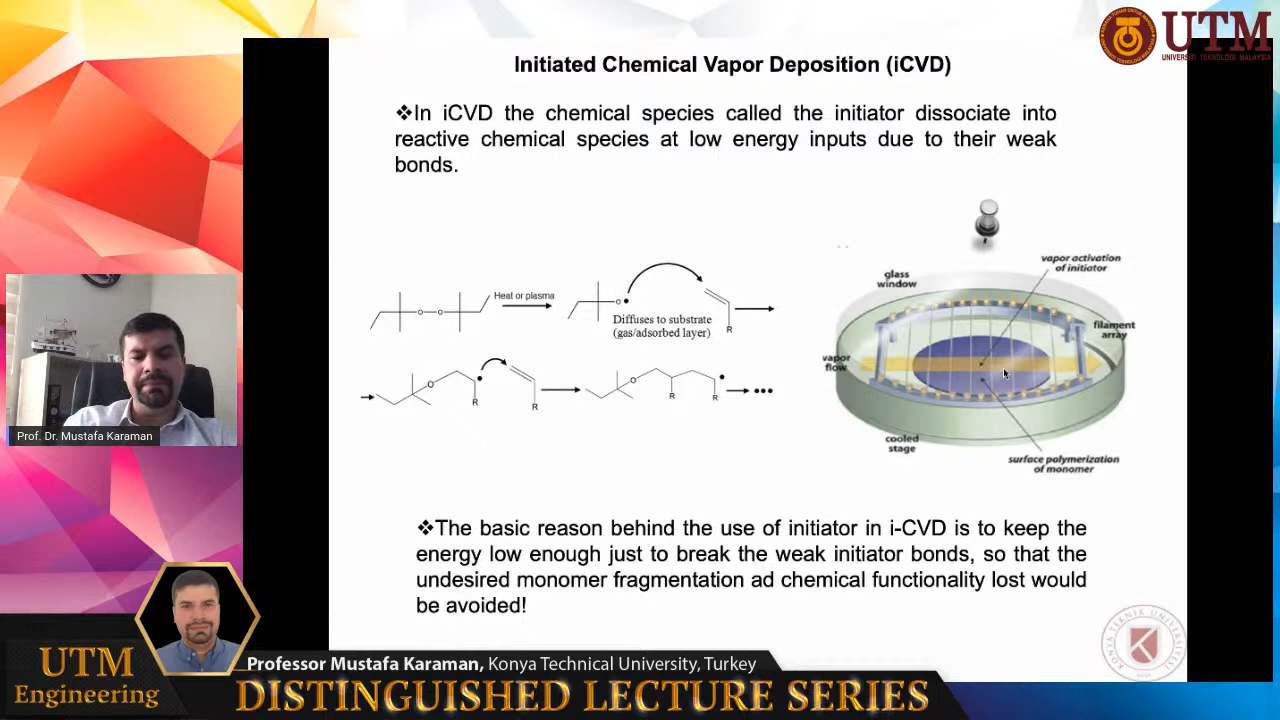 UTM
UNIVERSITI TEKNOLOGI MALAYSIA
Initiated Chemical Vapor Deposition (iCVD)
❖In iCVD the chemical species called the initiator dissociate into
reactive chemical species at low energy inputs due to their weak
bonds.
vapor activation
of initiator
glass
window
filament
array
vapor
flow
cooled
stage
surface polymerization
of monomer
Heat or plasma
o
o
o
Diffuses to substrate
(gas/adsorbed layer)
R
o
R
R
o
R
R
Prof. Dr. Mustafa Karaman
❖The basic reason behind the use of initiator in i-CVD is to keep the
energy low enough just to break the weak initiator bonds, so that the
undesired monomer fragmentation ad chemical functionality lost would
be avoided!
KONYA TEKNİK ÜNİVERSİTESİ
UTM
Engineering
Professor Mustafa Karaman, Konya Technical University, Turkey
DISTINGUISHED LECTURE SERIES